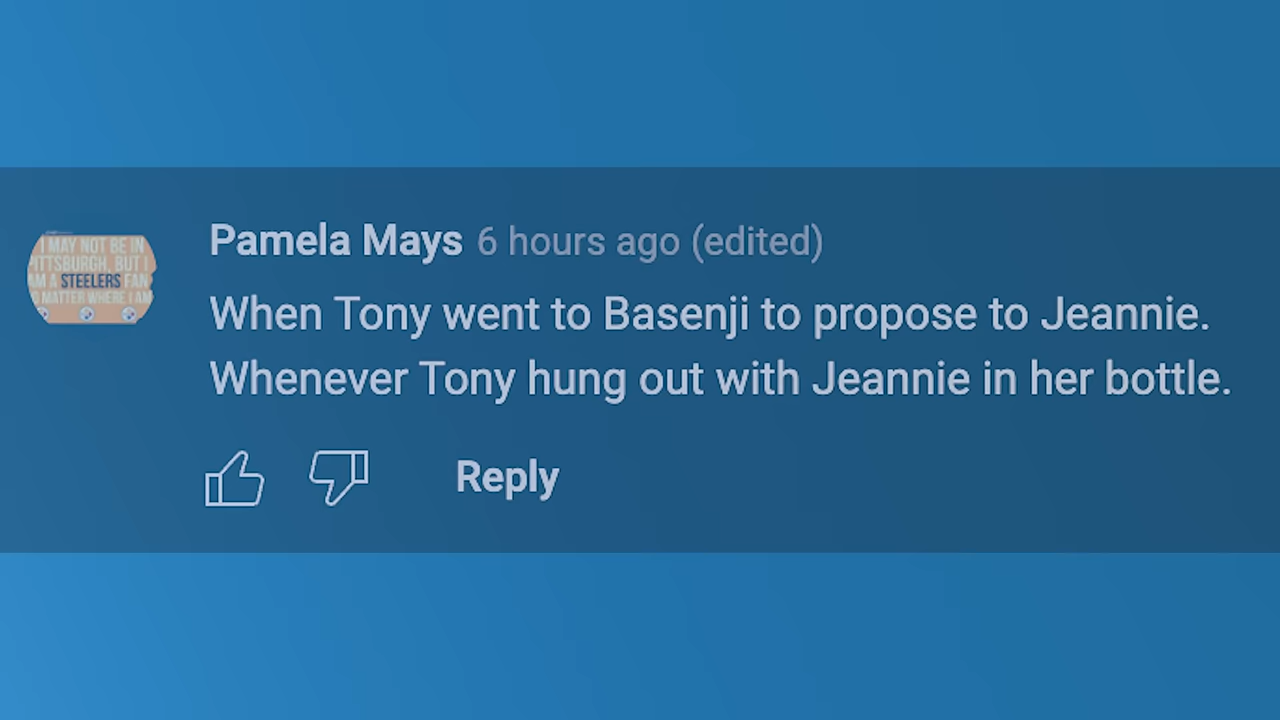 I MAY NOT BE IN
PITTSBURGH, BUT I
AM A STEELERS FAN
NO MATTER WHERE I AM
Pamela Mays 6 hours ago (edited)
When Tony went to Basenji to propose to Jeannie.
Whenever Tony hung out with Jeannie in her bottle.
Reply